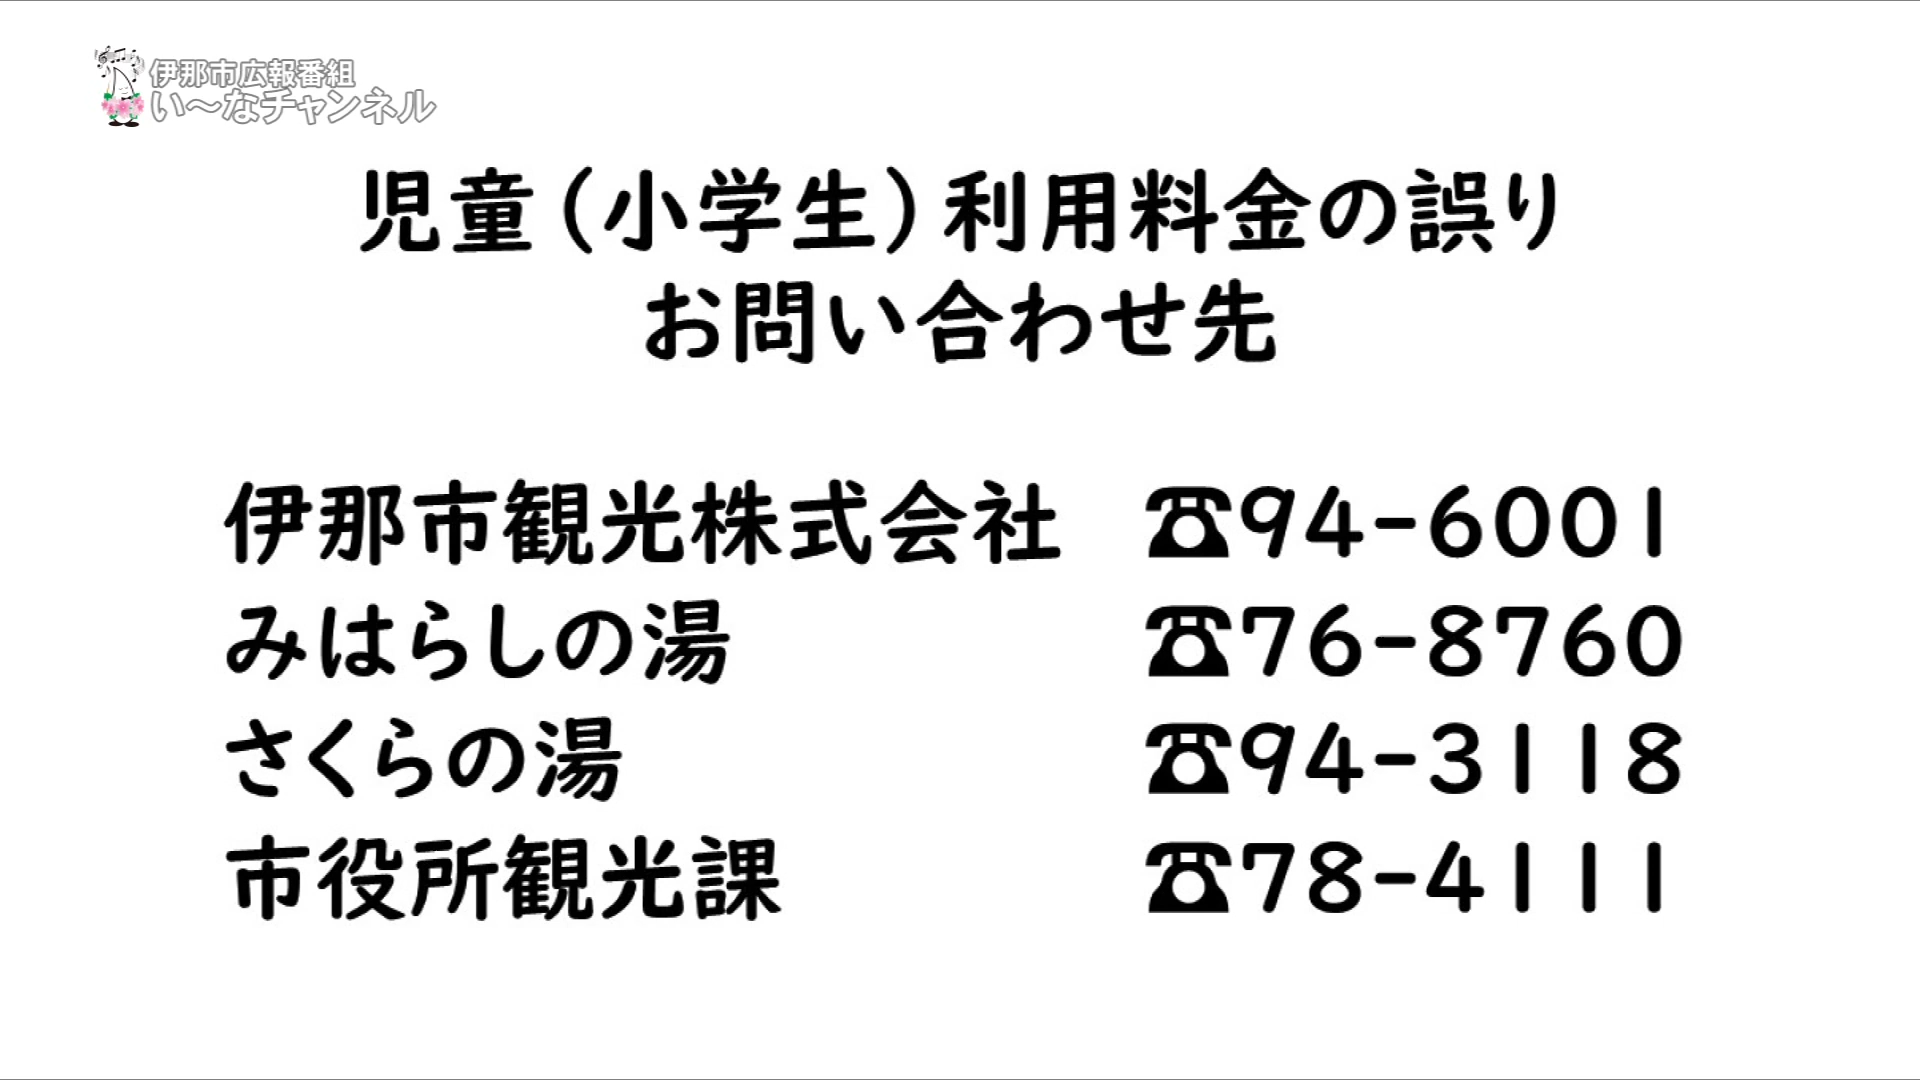 伊那市広報番組
い～なチャンネル
児童（小学生）利用料金の誤り
お問い合わせ先
伊那市観光株式会社 ☎94-6001
みはらしの湯 ☎76-8760
さくらの湯 ☎94-3118
市役所観光課 ☎78-4111